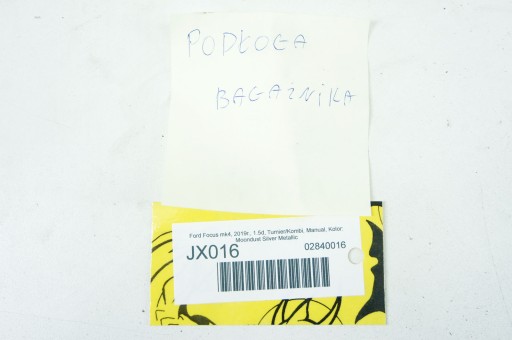 PODŁOGA
BAGAŻNiKA
Ford Focus mk4, 2019r., 1.5d, Turnier/Kombi, Manual, Kolor:
Moondust Silver Metallic
JX016
02840016